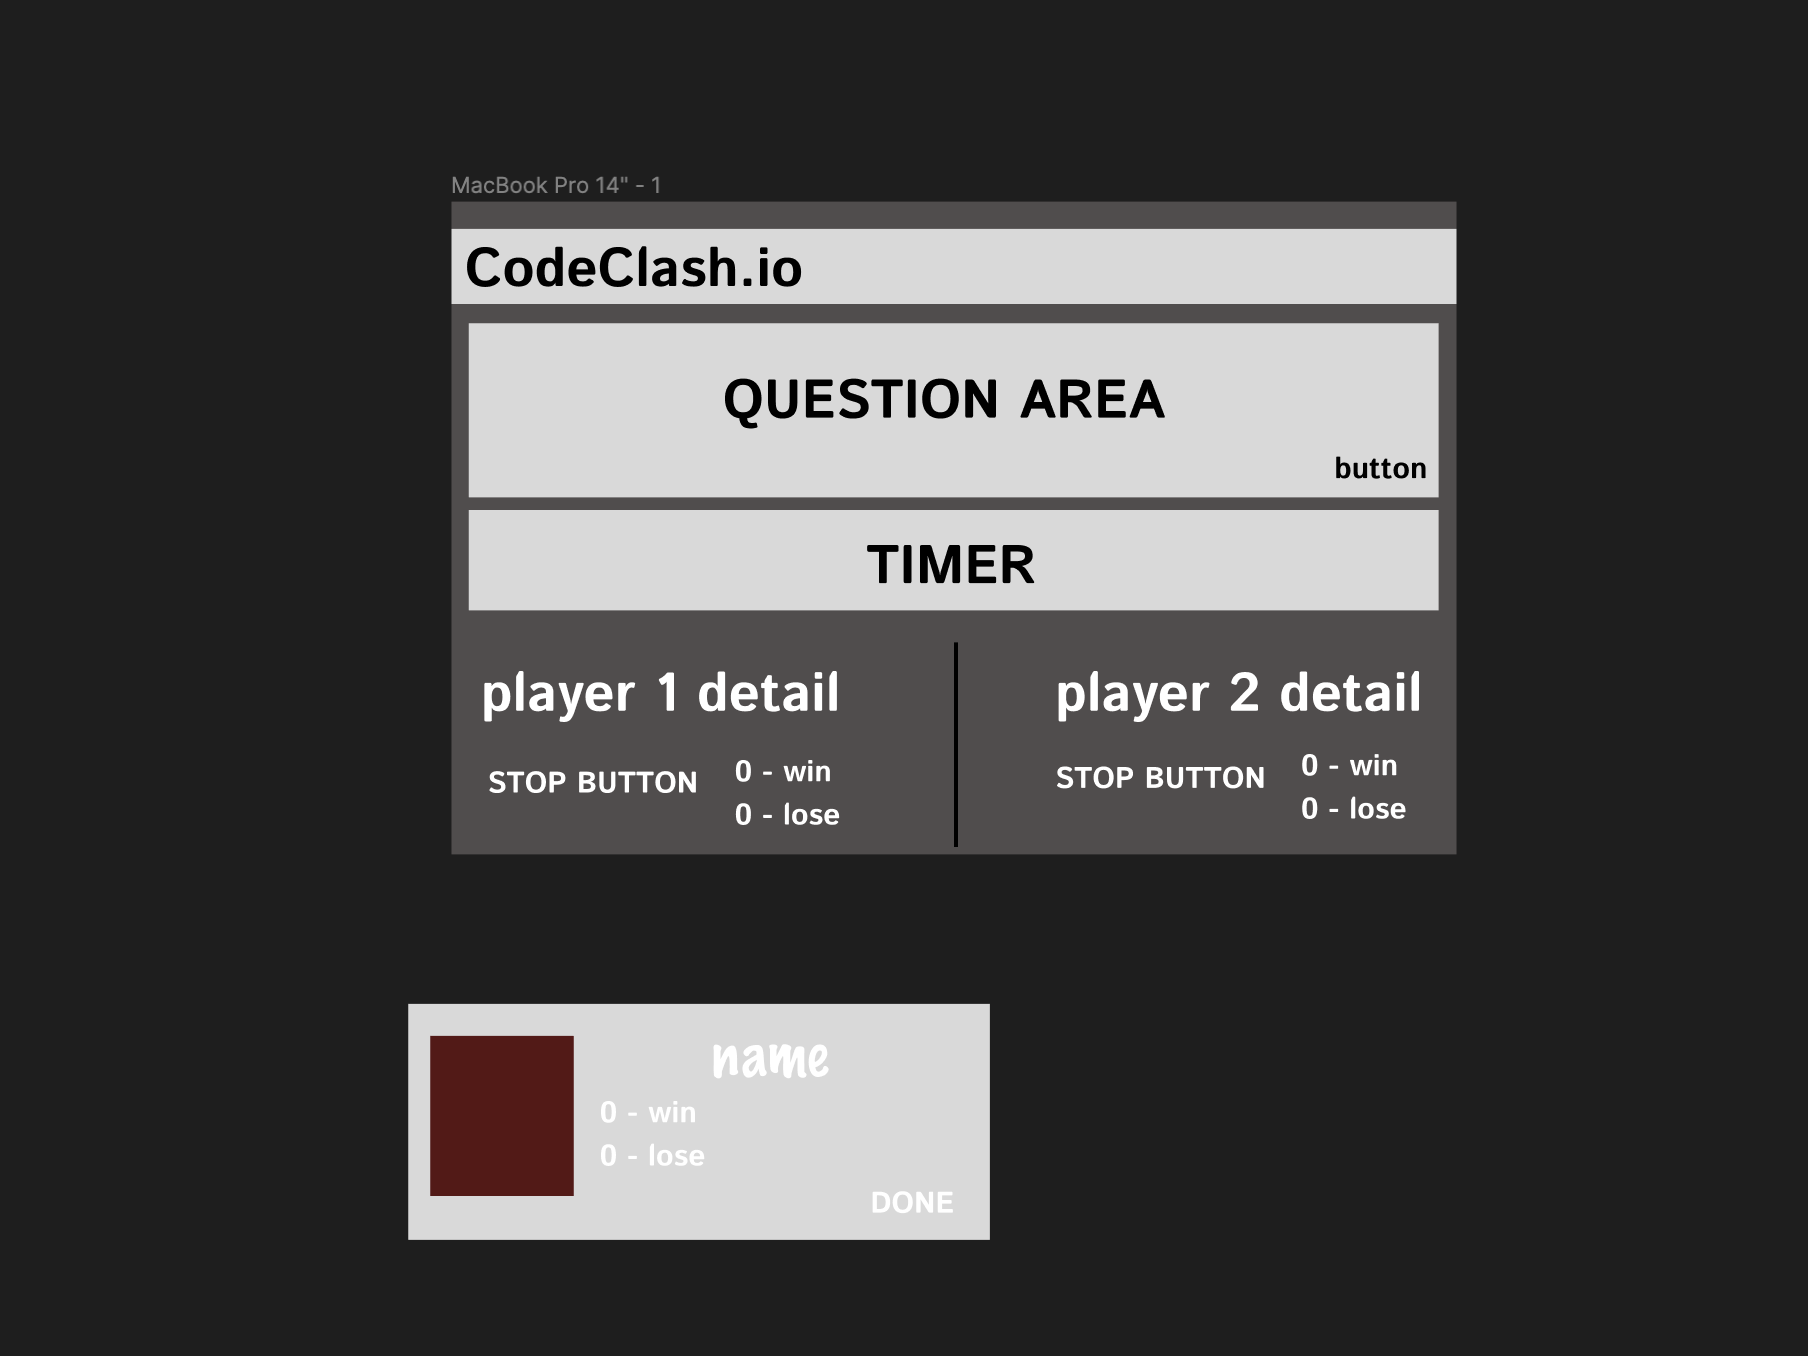 MacBook Pro 14" - 1
CodeClash.io
QUESTION AREA
button
TIMER
player 1 detail
STOP BUTTON
0 - win
0 - lose
player 2 detail
STOP BUTTON
0 - win
0 - lose
name
0 - win
0 - lose
DONE